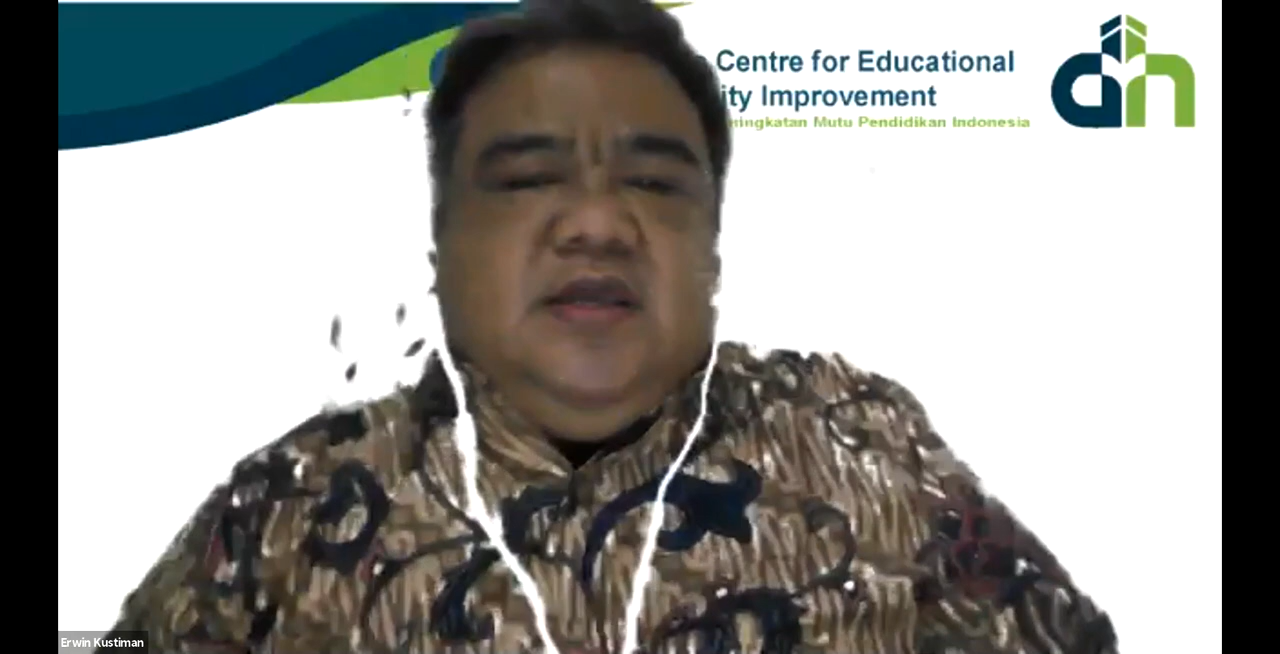 Centre for Educational
ity Improvement
ningkatan Mutu Pendidikan Indonesia
Erwin Kustiman